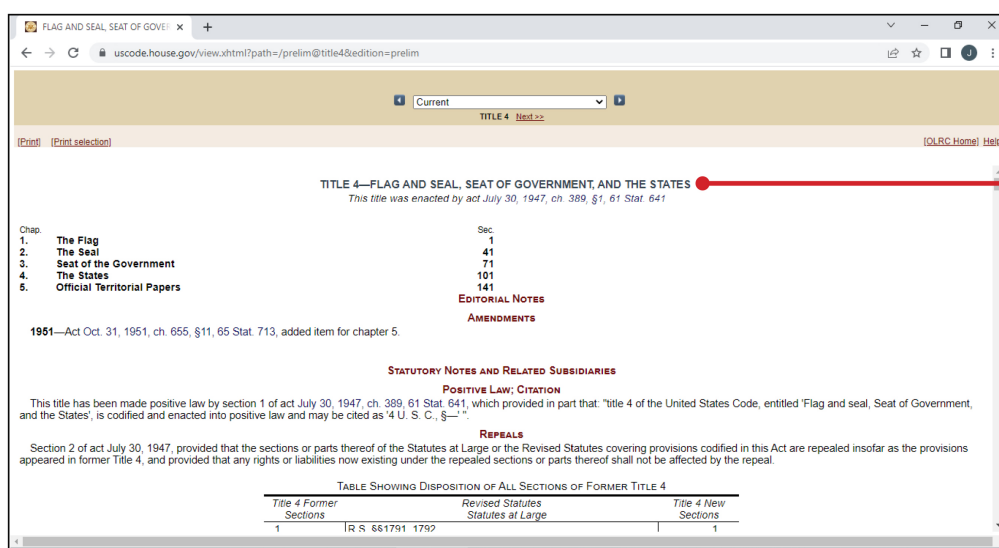 FLAG AND SEAL, SEAT OF GOVER
uscode.house.gov/view.xhtml?path=/prelim@title4&edition=prelim
J
Current
TITLE 4 Next >>
[Print] [Print selection] [OLRC Home] Help
TITLE 4—FLAG AND SEAL, SEAT OF GOVERNMENT, AND THE STATES
This title was enacted by act July 30, 1947, ch. 389, §1, 61 Stat. 641
Chap. Sec.
1. The Flag 1
2. The Seal 41
3. Seat of the Government 71
4. The States 101
5. Official Territorial Papers 141
EDITORIAL NOTES
AMENDMENTS
1951—Act Oct. 31, 1951, ch. 655, §11, 65 Stat. 713, added item for chapter 5.
STATUTORY NOTES AND RELATED SUBSIDIARIES
POSITIVE LAW; CITATION
This title has been made positive law by section 1 of act July 30, 1947, ch. 389, 61 Stat. 641, which provided in part that: "title 4 of the United States Code, entitled 'Flag and seal, Seat of Government,
and the States', is codified and enacted into positive law and may be cited as '4 U. S. C., §—' ".
REPEALS
Section 2 of act July 30, 1947, provided that the sections or parts thereof of the Statutes at Large or the Revised Statutes covering provisions codified in this Act are repealed insofar as the provisions
appeared in former Title 4, and provided that any rights or liabilities now existing under the repealed sections or parts thereof shall not be affected by the repeal.
TABLE SHOWING DISPOSITION OF ALL SECTIONS OF FORMER TITLE 4
Title 4 Former Revised Statutes Title 4 New
Sections Statutes at Large Sections
1 R.S. §§1791, 1792 1